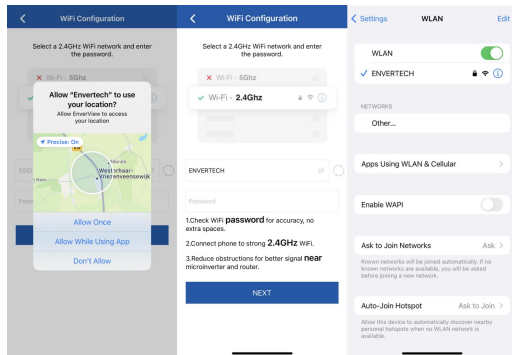 WiFi Configuration
Select a 2.4GHz WiFi network and enter
the password.
Wi-Fi - 5Ghz
Allow “Envertech” to use
your location?
Allow EnverView to access
your location
Precise: On
Westerhaar-
Vriezenveensewijk
SSID
Allow Once
Allow While Using App
Don't Allow
WiFi Configuration
Select a 2.4GHz WiFi network and enter
the password.
Wi-Fi - 5Ghz
Wi-Fi - 2.4Ghz
ENVERTECH
Password
1.Check WiFi password for accuracy, no
extra spaces.
2.Connect phone to strong 2.4GHz WiFi.
3.Reduce obstructions for better signal near
microinverter and router.
NEXT
Settings
WLAN
Edit
WLAN
ENVERTECH
NETWORKS
Other...
Apps Using WLAN & Cellular
Enable WAPI
Ask to Join Networks
Ask
Known networks will be joined automatically. If no
known networks are available, you will be asked
before joining a new network.
Auto-Join Hotspot
Ask to Join
Allow this device to automatically discover nearby
personal hotspots when no WLAN network is
available.